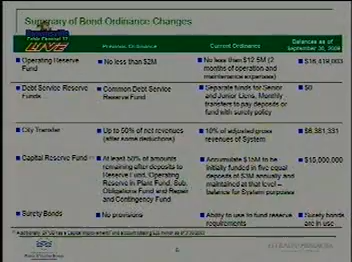 Summary of Bond Ordinance Changes
Previous Ordinance
Current Ordinance
Balances as of
September 30, 2009
LIVE
Operating Reserve
Fund
No less than $2M
No less than $12.5M (2
months of operation and
maintenance expenses)
$16,419,003
Debt Service Reserve
Funds
Common Debt Service
Reserve Fund
Separate funds for Senior
and Junior Liens. Monthly
transfers to pay deposits or
fund with surety policy
$0
City Transfer
Up to 50% of net revenues
(after some deductions)
10% of adjusted gross
revenues of System
$6,381,331
Capital Reserve Fund
At least 50% of amounts
remaining after deposits to
Reserve Fund, Operating
Reserve in Plant Fund, Sub.
Obligations Fund and Repair
and Contingency Fund
Accumulate $15M to be
initially funded in five equal
deposits of $3M annually and
maintained at that level –
balance for System purposes
$15,000,000
Surety Bonds
No provisions
Ability to use to fund reserve
requirements
Surety bonds
are in use